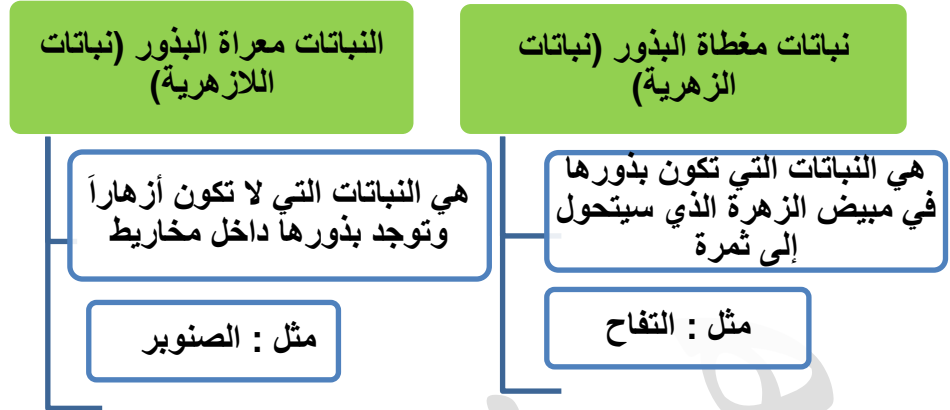 نباتات مغطاة البذور (نباتات
الزهرية)
هي النباتات التي تكون بذورها
في مبيض الزهرة الذي سيتحول
إلى ثمرة
مثل : التفاح
النباتات معراة البذور (نباتات
اللازهرية)
هي النباتات التي لا تكون أزهاراَ
وتوجد بذورها داخل مخاريط
مثل : الصنوبر